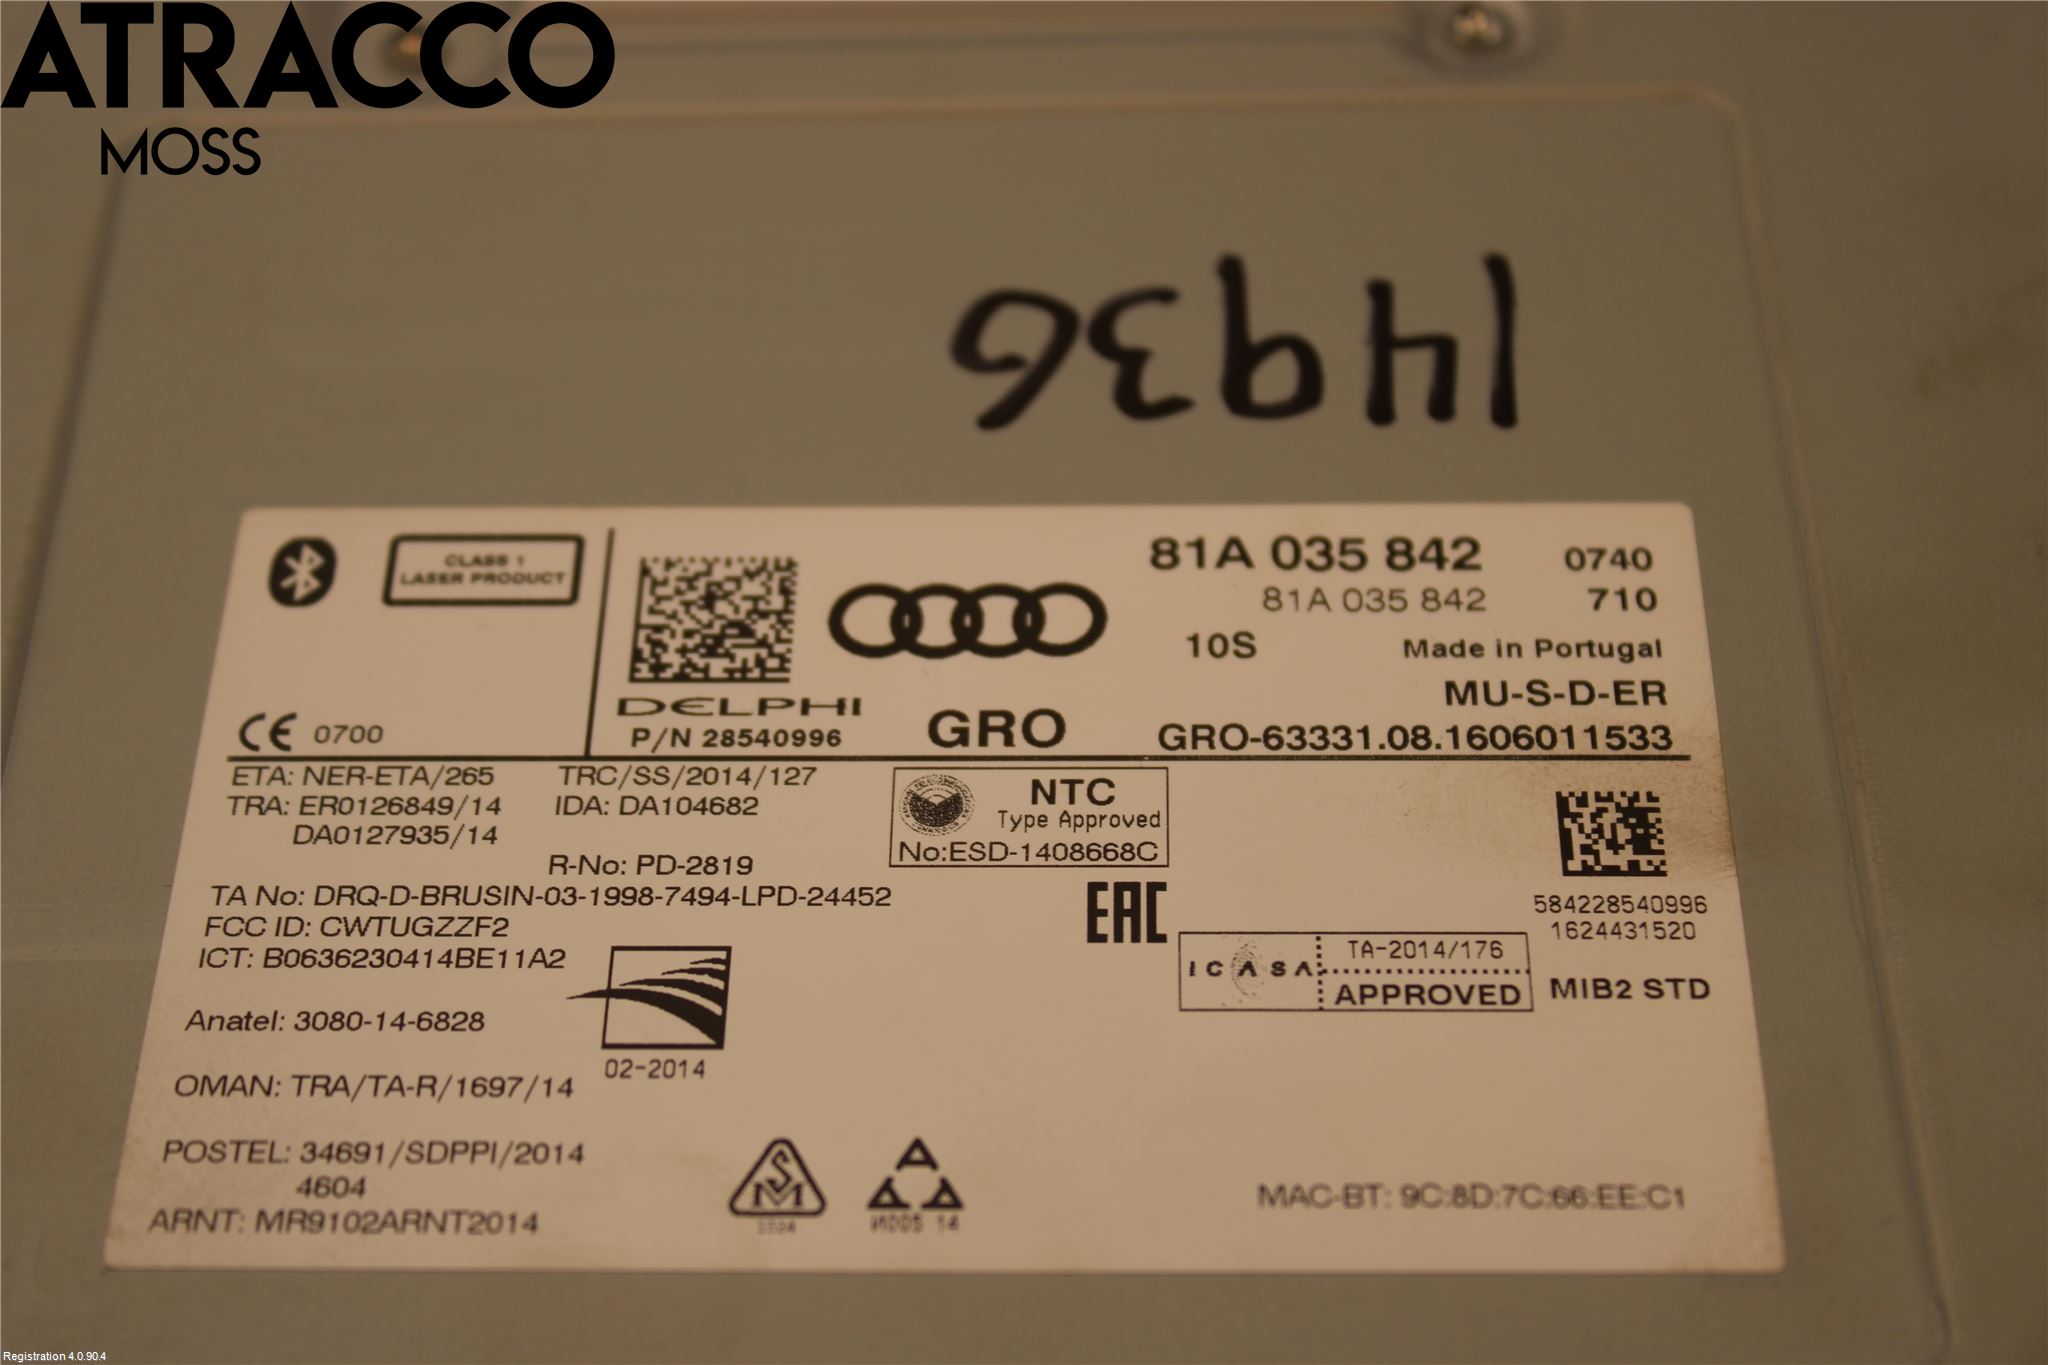 ATRACCO
MOSS
1496
CLASS 1
LASER PRODUCT
81A 035 842 0740
81A 035 842 710
10S Made in Portugal
MU-S-D-ER
DELPHI
P/N 28540996
GRO
GRO-63331.08.1606011533
CE 0700
ETA: NER-ETA/265 TRC/SS/2014/127
TRA: ER0126849/14 IDA: DA104682
DA0127935/14
R-No: PD-2819
NTC
Type Approved
No:ESD-1408668C
TA No: DRQ-D-BRUSIN-03-1998-7494-LPD-24452
FCC ID: CWTUGZZF2
ICT: B0636230414BE11A2
EAC
584228540996
1624431520
ICASA TA-2014/176
APPROVED
MIB2 STD
Anatel: 3080-14-6828
02-2014
OMAN: TRA/TA-R/1697/14
POSTEL: 34691/SDPPI/2014
4604
ARNT: MR9102ARNT2014
MAC-BT: 9C:8D:7C:66:EE:C1
Registration 4.0.90.4